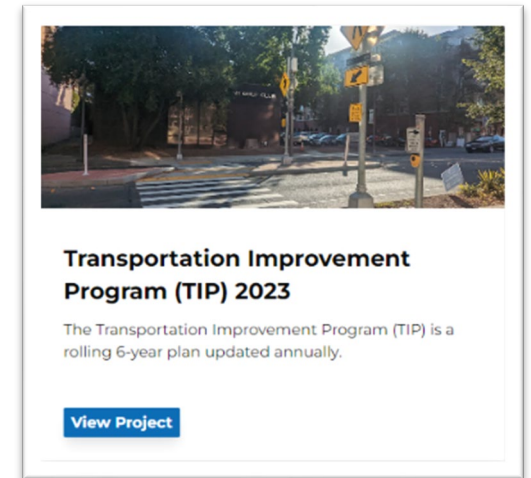 Transportation Improvement
Program (TIP) 2023
The Transportation Improvement Program (TIP) is a
rolling 6-year plan updated annually.
View Project